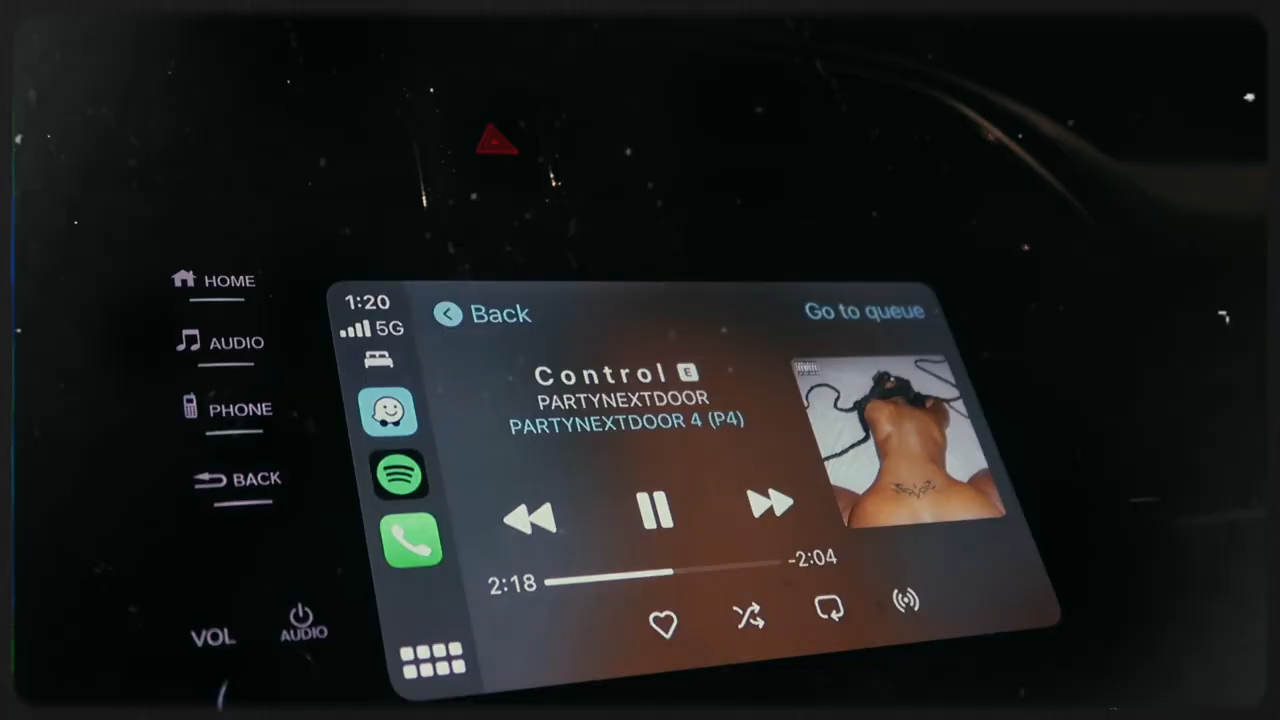 HOME
AUDIO
PHONE
BACK
VOL
AUDIO
1:20
5G
Back
Go to queue
Control E
PARTYNEXTDOOR
PARTYNEXTDOOR 4 (P4)
2:18
-2:04